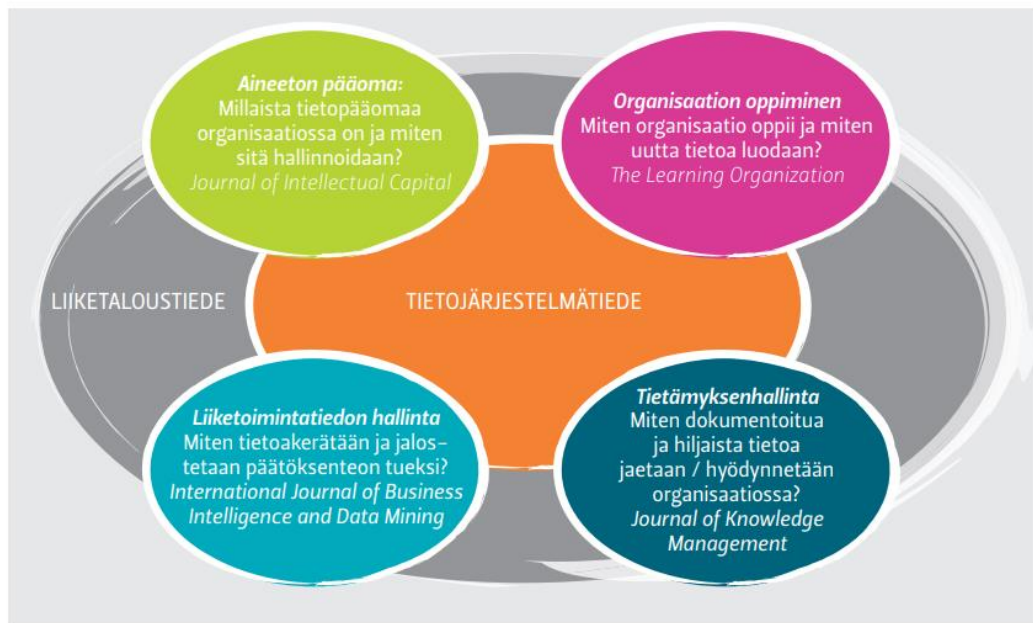 Aineeton pääoma:
Millaista tietopääomaa
organisaatiossa on ja miten
sitä hallinnoidaan?
Journal of Intellectual Capital
Organisaation oppiminen
Miten organisaatio oppii ja miten
uutta tietoa luodaan?
The Learning Organization
LIIKETALOUSTIEDE
TIETOJÄRJESTELMÄTIEDE
Liiketoimintatiedon hallinta
Miten tietoakerätään ja jalos-
tetaan päätöksenteon tueksi?
International Journal of Business
Intelligence and Data Mining
Tietämyksenhallinta
Miten dokumentoitua
ja hiljaista tietoa
jaetaan / hyödynnetään
organisaatiossa?
Journal of Knowledge
Management